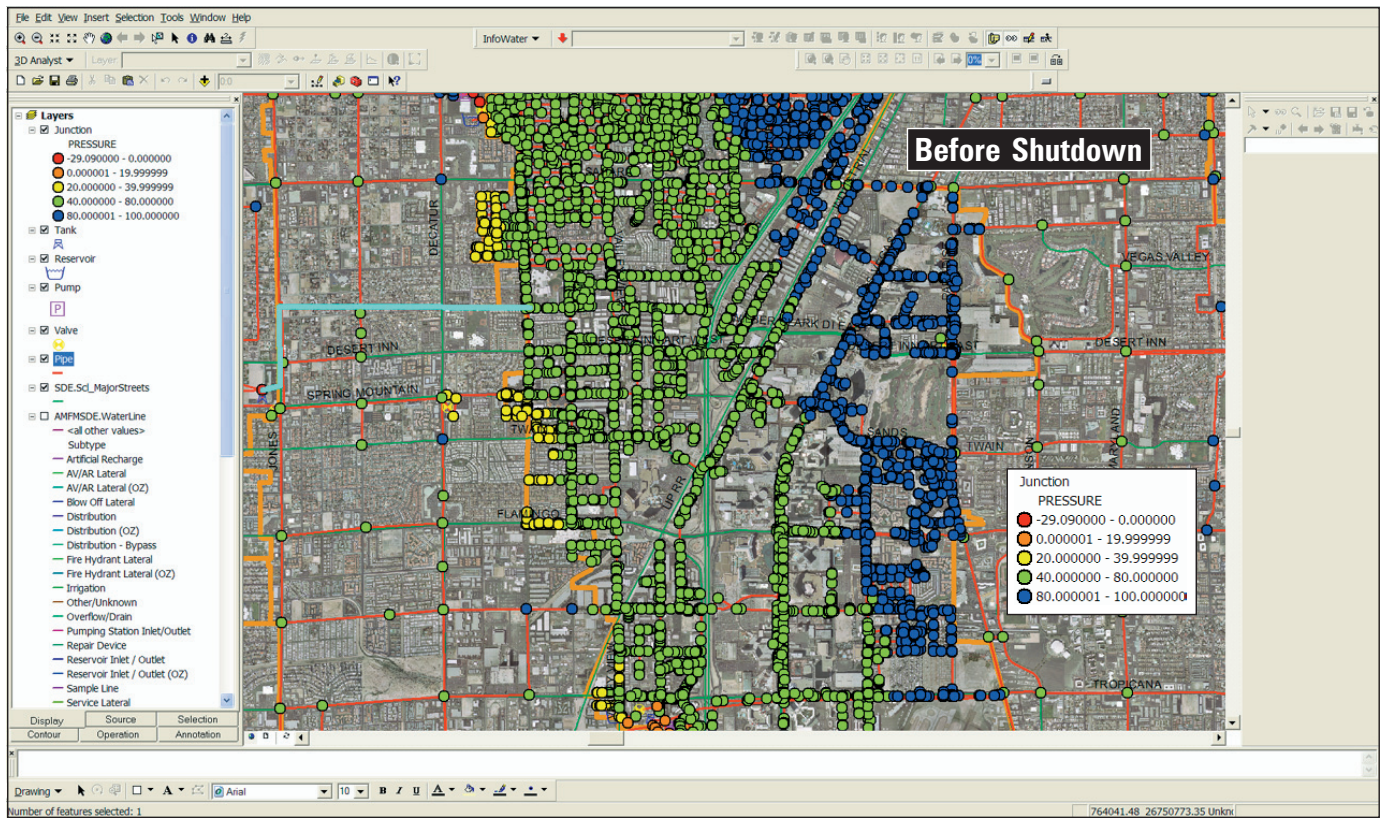 File Edit View Insert Selection Tools Window Help
InfoWater
3D Analyst Layer
0%
Layers
Junction
PRESSURE
-29.090000 - 0.000000
0.000001 - 19.999999
20.000000 - 39.999999
40.000000 - 80.000000
80.000001 - 100.000000
Tank
Reservoir
Pump
P
Valve
Pipe
SDE.Scl_MajorStreets
AMFMSDE.WaterLine
<all other values>
Subtype
Artificial Recharge
AV/AR Lateral
AV/AR Lateral (OZ)
Blow Off Lateral
Distribution
Distribution (OZ)
Distribution - Bypass
Fire Hydrant Lateral
Fire Hydrant Lateral (OZ)
Irrigation
Other/Unknown
Overflow/Drain
Pumping Station Inlet/Outlet
Repair Device
Reservoir Inlet / Outlet
Reservoir Inlet / Outlet (OZ)
Sample Line
Service Lateral
Display Source Selection
Contour Operation Annotation
Before Shutdown
SAHARA
DECATUR
VEGAS VALLEY
DESERT INN
DESERT INN
SPRING MOUNTAIN
JONES
SANDS
TWAIN
MARYLAND
UP RR
FLAMINGO
TROPICANA
Junction
PRESSURE
-29.090000 - 0.000000
0.000001 - 19.999999
20.000000 - 39.999999
40.000000 - 80.000000
80.000001 - 100.000000
Drawing A Arial 10 B I U A
Number of features selected: 1
764041.48 26750773.35 Unkn